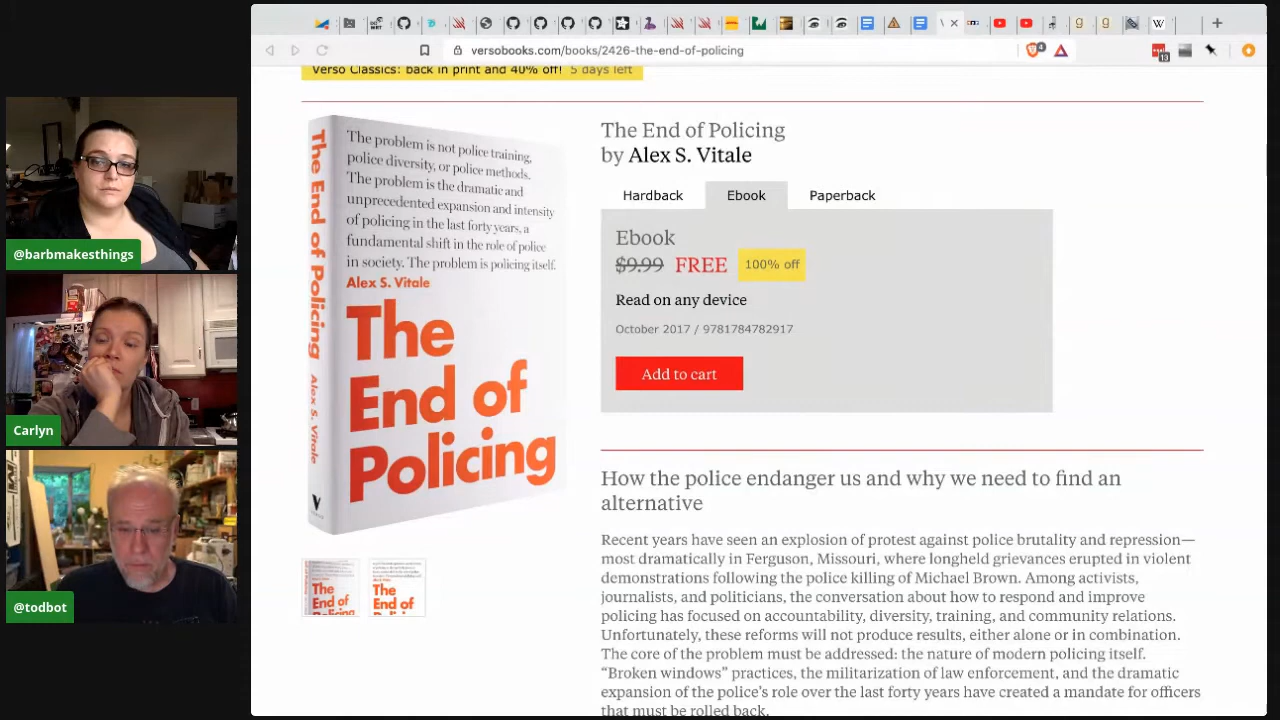 versobooks.com/books/2426-the-end-of-policing
4
13
W
Verso Classics: back in print and 40% off! 5 days left
The End of Policing
Alex S. Vitale
The problem is not police training,
police diversity, or police methods.
The problem is the dramatic and
unprecedented expansion and intensity
of policing in the last forty years, a
fundamental shift in the role of police
in society. The problem is policing itself.
Alex S. Vitale
The
End of
Policing
The End of Policing
by Alex S. Vitale
Hardback
Ebook
Paperback
Ebook
$9.99 FREE 100% off
Read on any device
October 2017 / 9781784782917
Add to cart
How the police endanger us and why we need to find an
alternative
Recent years have seen an explosion of protest against police brutality and repression—
most dramatically in Ferguson, Missouri, where longheld grievances erupted in violent
demonstrations following the police killing of Michael Brown. Among activists,
journalists, and politicians, the conversation about how to respond and improve
policing has focused on accountability, diversity, training, and community relations.
Unfortunately, these reforms will not produce results, either alone or in combination.
The core of the problem must be addressed: the nature of modern policing itself.
“Broken windows” practices, the militarization of law enforcement, and the dramatic
expansion of the police’s role over the last forty years have created a mandate for officers
that must be rolled back.
@barbmakesthings
Carlyn
@todbot